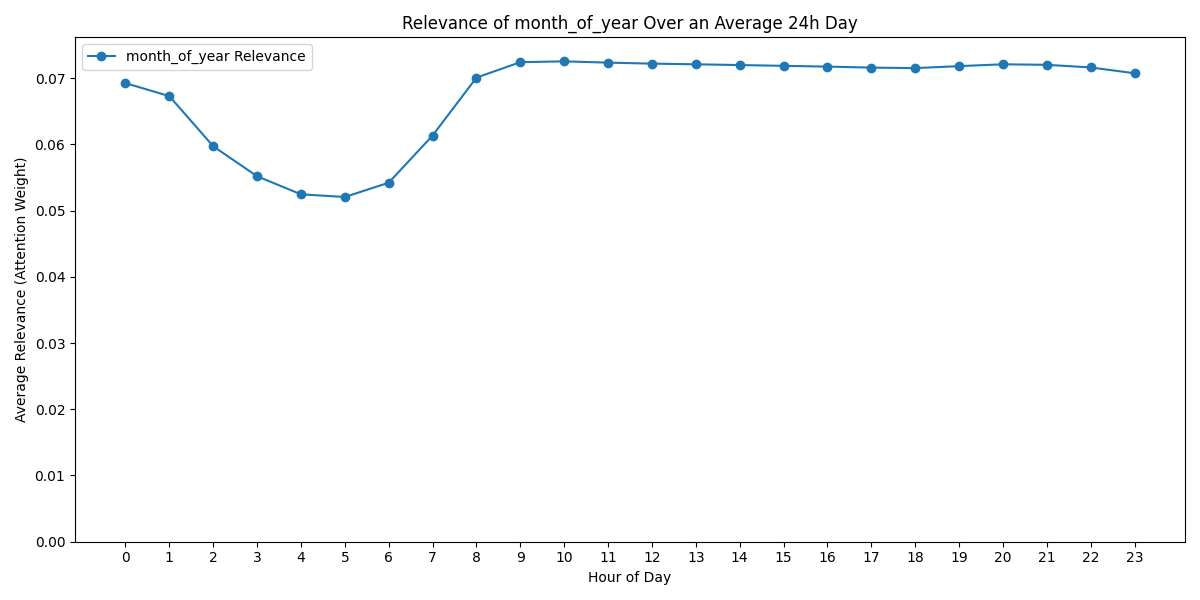 Relevance of month_of_year Over an Average 24h Day
month_of_year Relevance
Average Relevance (Attention Weight)
0.07
0.06
0.05
0.04
0.03
0.02
0.01
0.00
0 1 2 3 4 5 6 7 8 9 10 11 12 13 14 15 16 17 18 19 20 21 22 23
Hour of Day